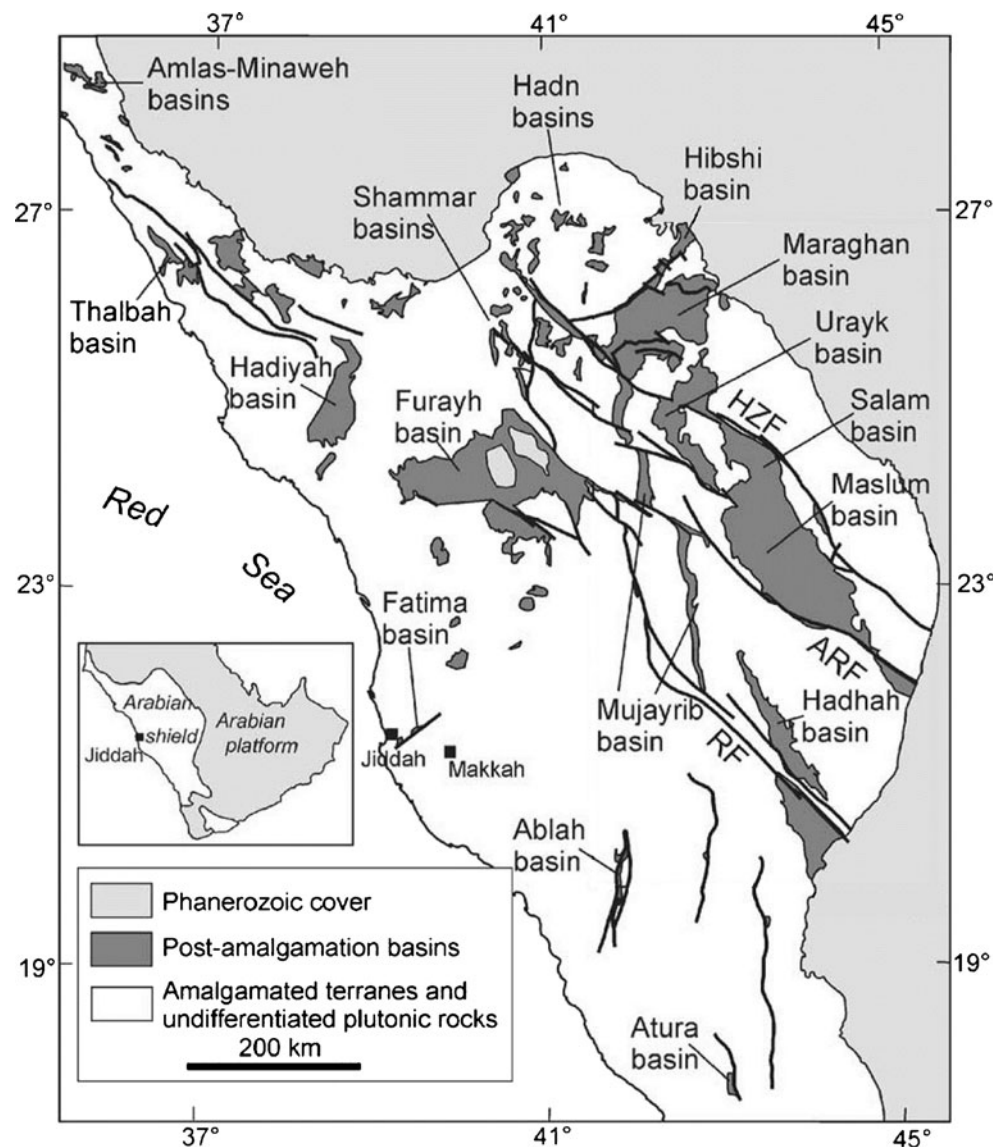 37°
41°
45°
Amlas-Minaweh
basins
Hadn
basins
Hibshi
basin
27°
27°
Shammar
basins
Maraghan
basin
Thalbah
basin
Urayk
basin
Hadiyah
basin
Furayh
basin
HZF
Salam
basin
Maslum
basin
Red
Sea
23°
23°
Fatima
basin
ARF
Mujayrib
basin
Hadhah
basin
RF
Jiddah
Makkah
Arabian
shield
Arabian
platform
Jiddah
Ablah
basin
Phanerozoic cover
Post-amalgamation basins
Amalgamated terranes and
undifferentiated plutonic rocks
200 km
19°
19°
Atura
basin
37°
41°
45°